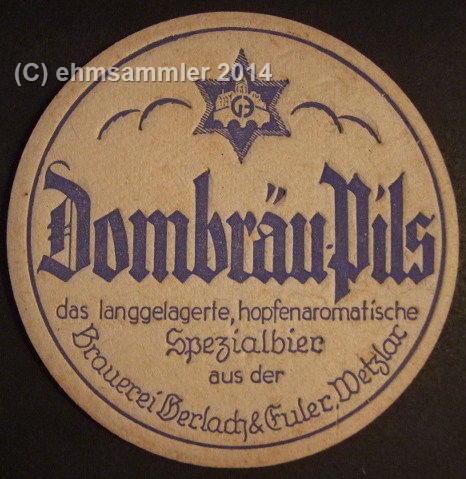 (C) ehmsammler 2014
Dombräu-Pils
das langgelagerte, hopfenaromatische
Spezialbier
aus der
Brauerei Gerlach & Euler, Wetzlar